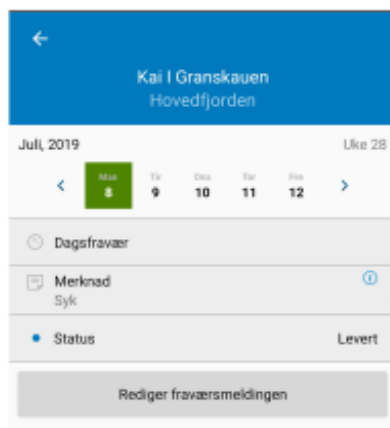 Kai I Granskauen
Hovedfjorden
Juli, 2019 Uke 28
Man Tir Ons Tor Fre
8 9 10 11 12
Dagsfravær
Merknad
Syk
Status Levert
Rediger fraværsmeldingen